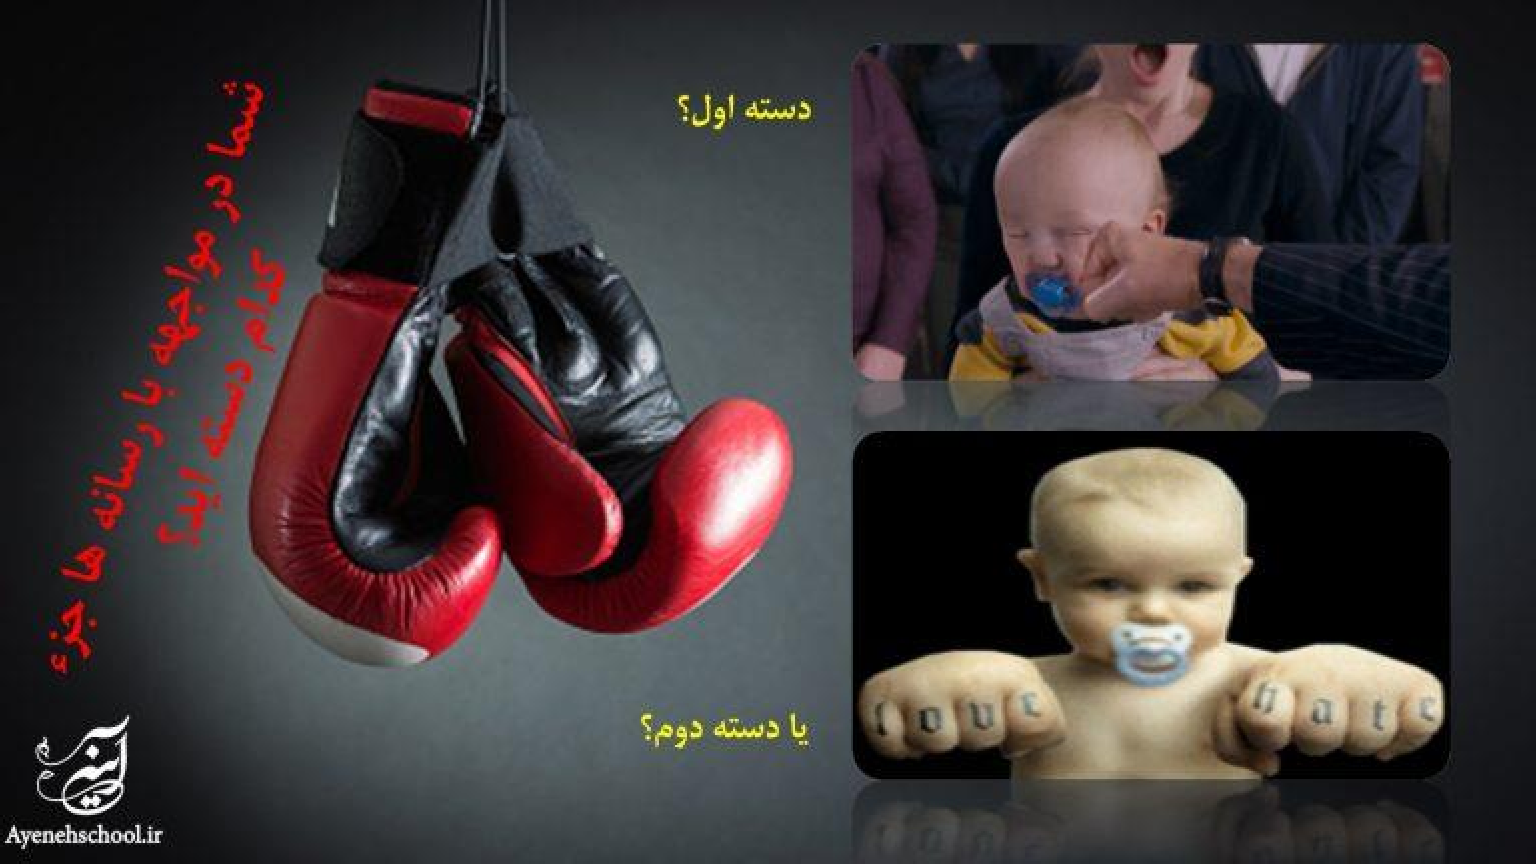 شما در مواجهه با رسانه ها جزء
کدام دسته اید؟
دسته اول؟
یا دسته دوم؟
love
hate
آینه
Ayenehschool.ir